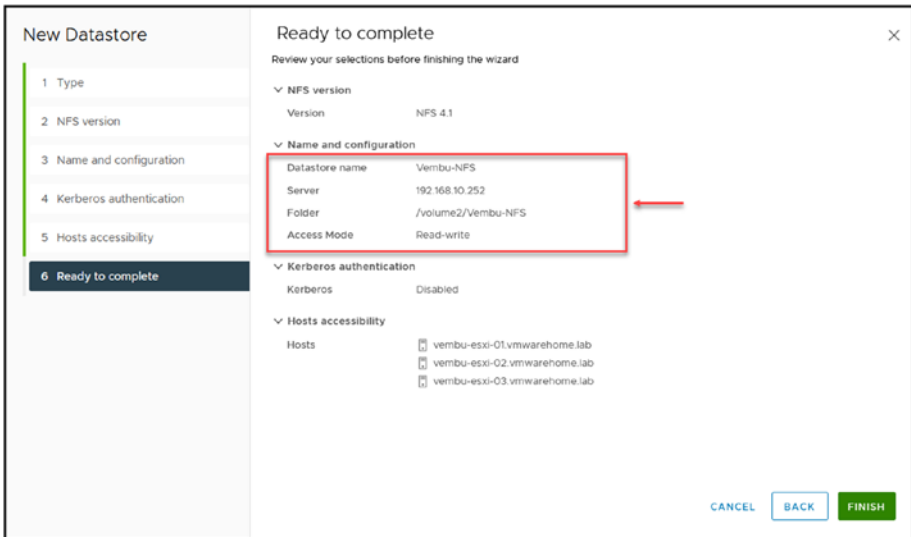 New Datastore
1 Type
2 NFS version
3 Name and configuration
4 Kerberos authentication
5 Hosts accessibility
6 Ready to complete
Ready to complete
Review your selections before finishing the wizard
NFS version
Version NFS 4.1
Name and configuration
Datastore name Vembu-NFS
Server 192.168.10.252
Folder /volume2/Vembu-NFS
Access Mode Read-write
Kerberos authentication
Kerberos Disabled
Hosts accessibility
Hosts vembu-esxi-01.vmwarehome.lab
vembu-esxi-02.vmwarehome.lab
vembu-esxi-03.vmwarehome.lab
CANCEL BACK FINISH